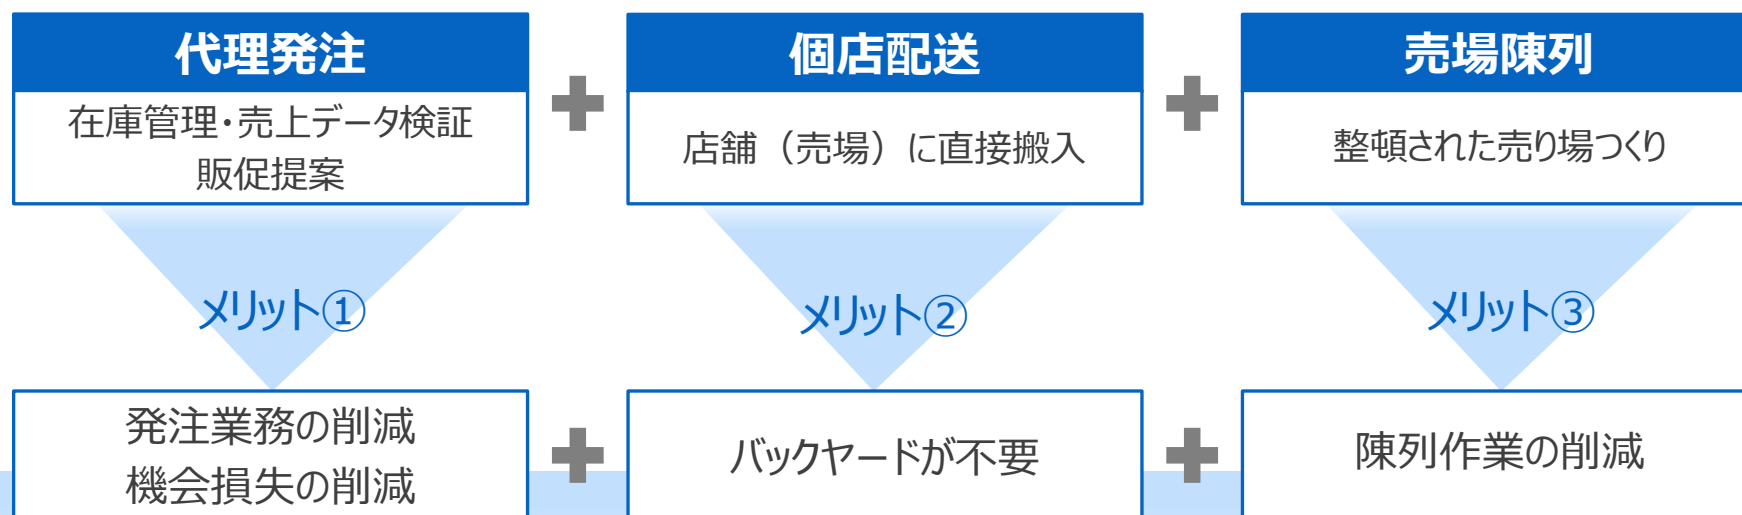 代理発注
在庫管理・売上データ検証
販促提案
個店配送
店舗（売場）に直接搬入
売場陳列
整頓された売り場つくり
メリット①
メリット②
メリット③
発注業務の削減
機会損失の削減
バックヤードが不要
陳列作業の削減